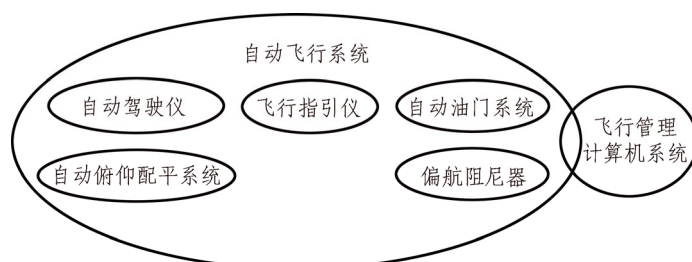 自动飞行系统
自动驾驶仪
飞行指引仪
自动油门系统
飞行管理
计算机系统
自动俯仰配平系统
偏航阻尼器